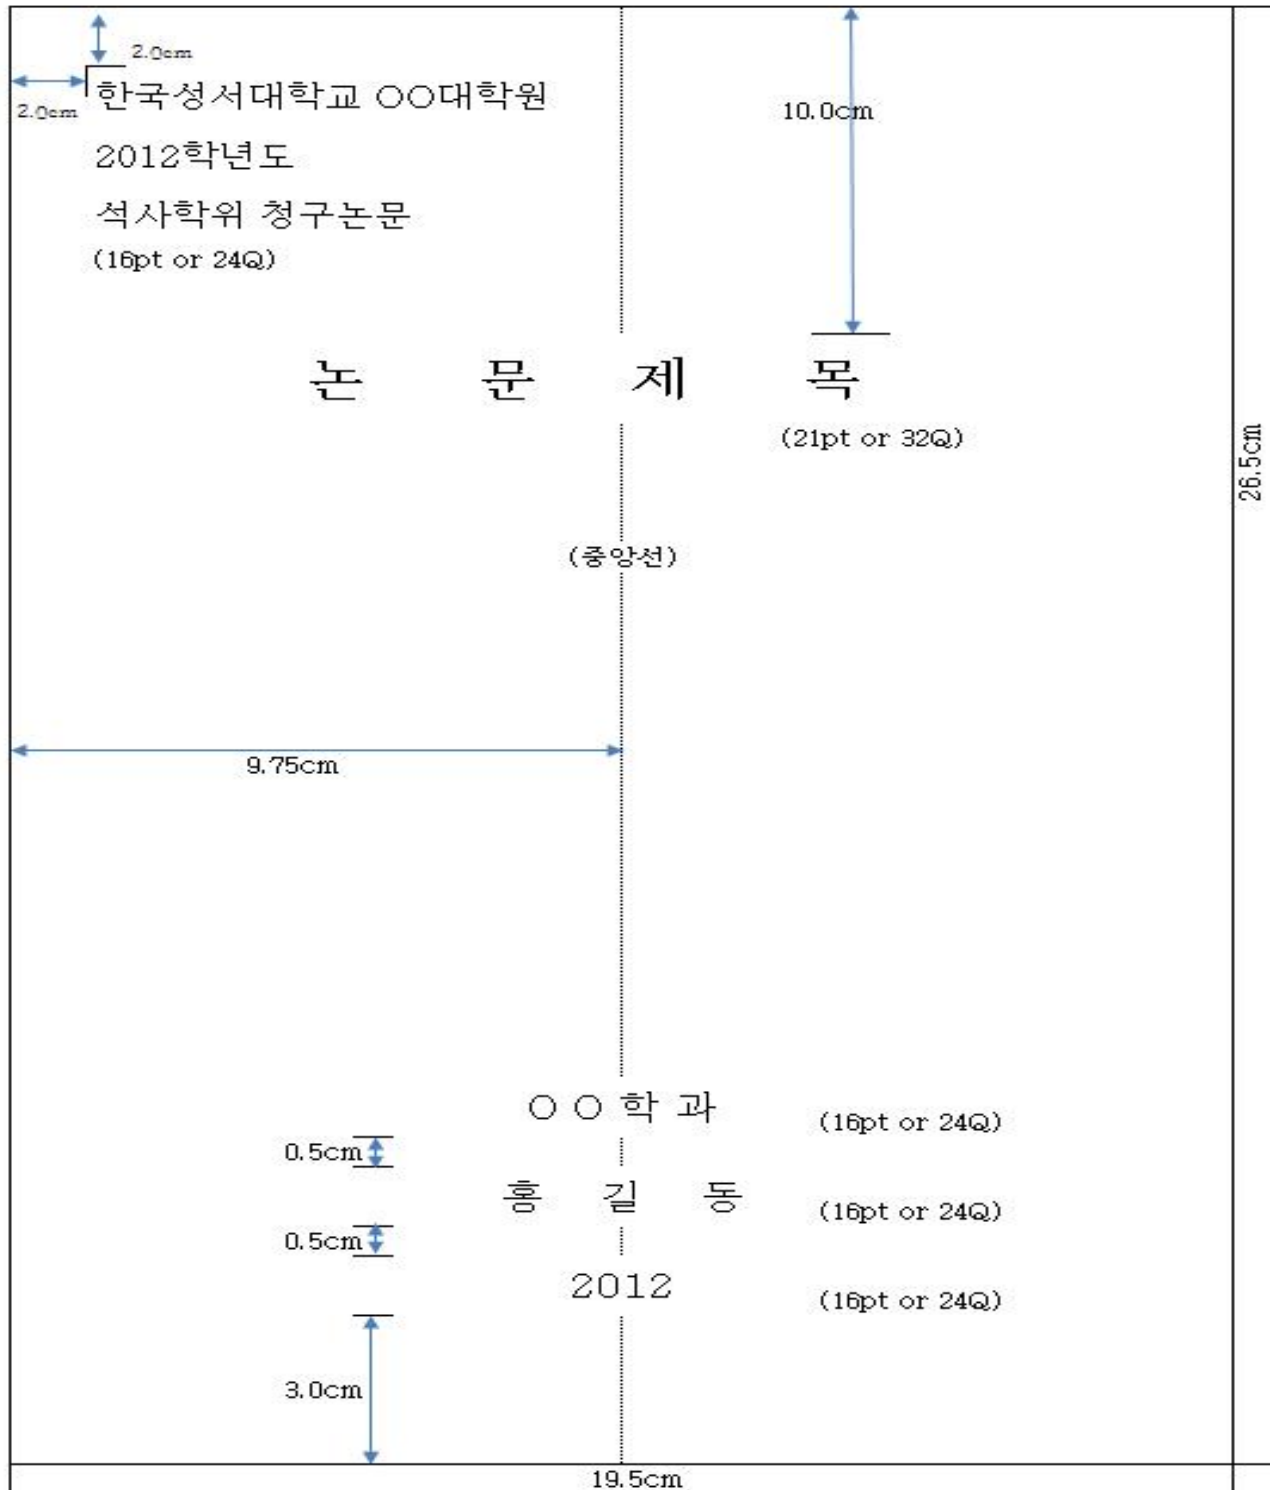 2.0cm
2.0cm
한국성서대학교 ○○대학원
10.0cm
2012학년도
석사학위 청구논문
(16pt or 24Q)
논 문 제 목
(21pt or 32Q)
26.5cm
(중앙선)
9.75cm
○○학과
(16pt or 24Q)
0.5cm
홍 길 동
(16pt or 24Q)
0.5cm
2012
(16pt or 24Q)
3.0cm
19.5cm